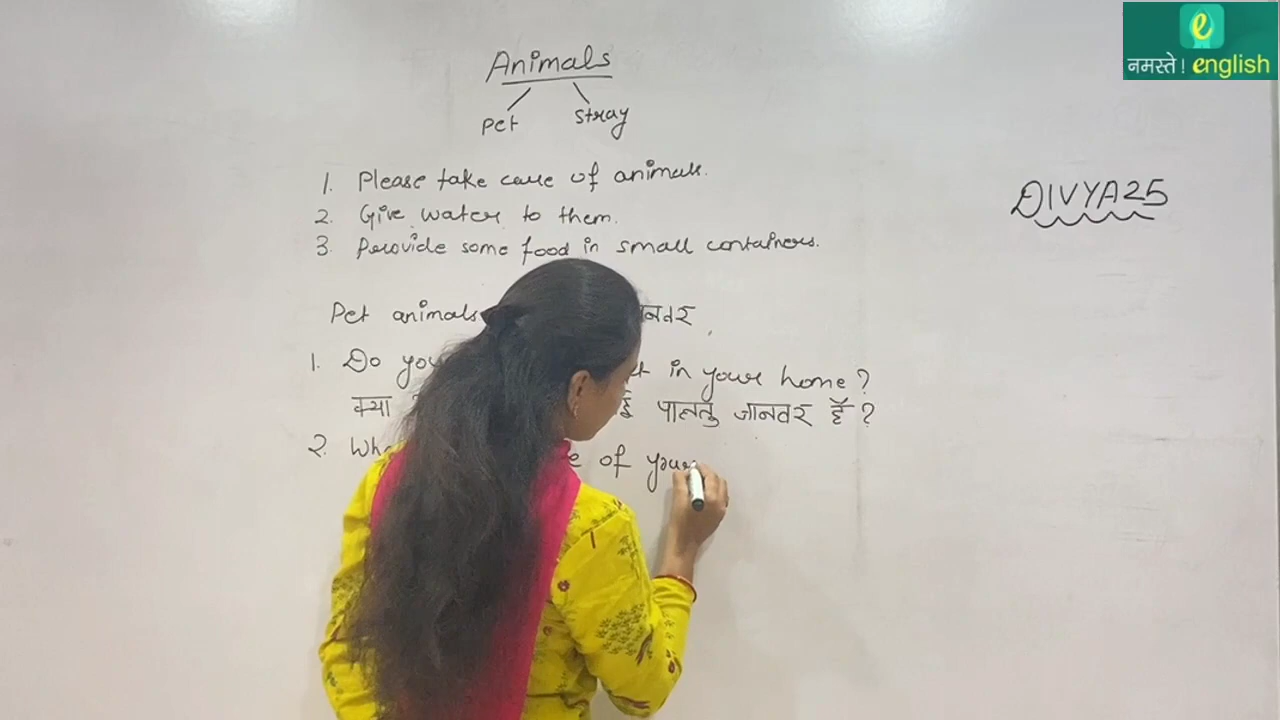 e
नमस्ते ! english
Animals
Pet stray
DIVYA25
1. Please take care of animals.
2. Give water to them.
3. Provide some food in small containers.
Pet animals
1. Do in your home ?
क्या पालतु जानवर हैं ?
2. of your